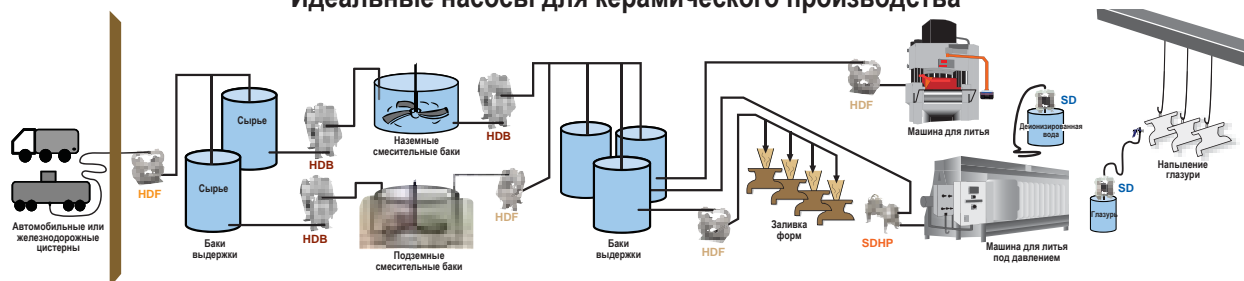 Идеальные насосы для керамического производства
Автомобильные или
железнодорожные
цистерны
HDF
Сырье
Сырье
Баки
выдержки
HDB
HDB
Наземные
смесительные баки
Подземные
смесительные баки
HDB
HDF
Баки
выдержки
HDF
Заливка
форм
HDF
Машина для литья
SDHP
Машина для литья
под давлением
SD
Деионизированная
вода
SD
Глазурь
Напыление
глазури